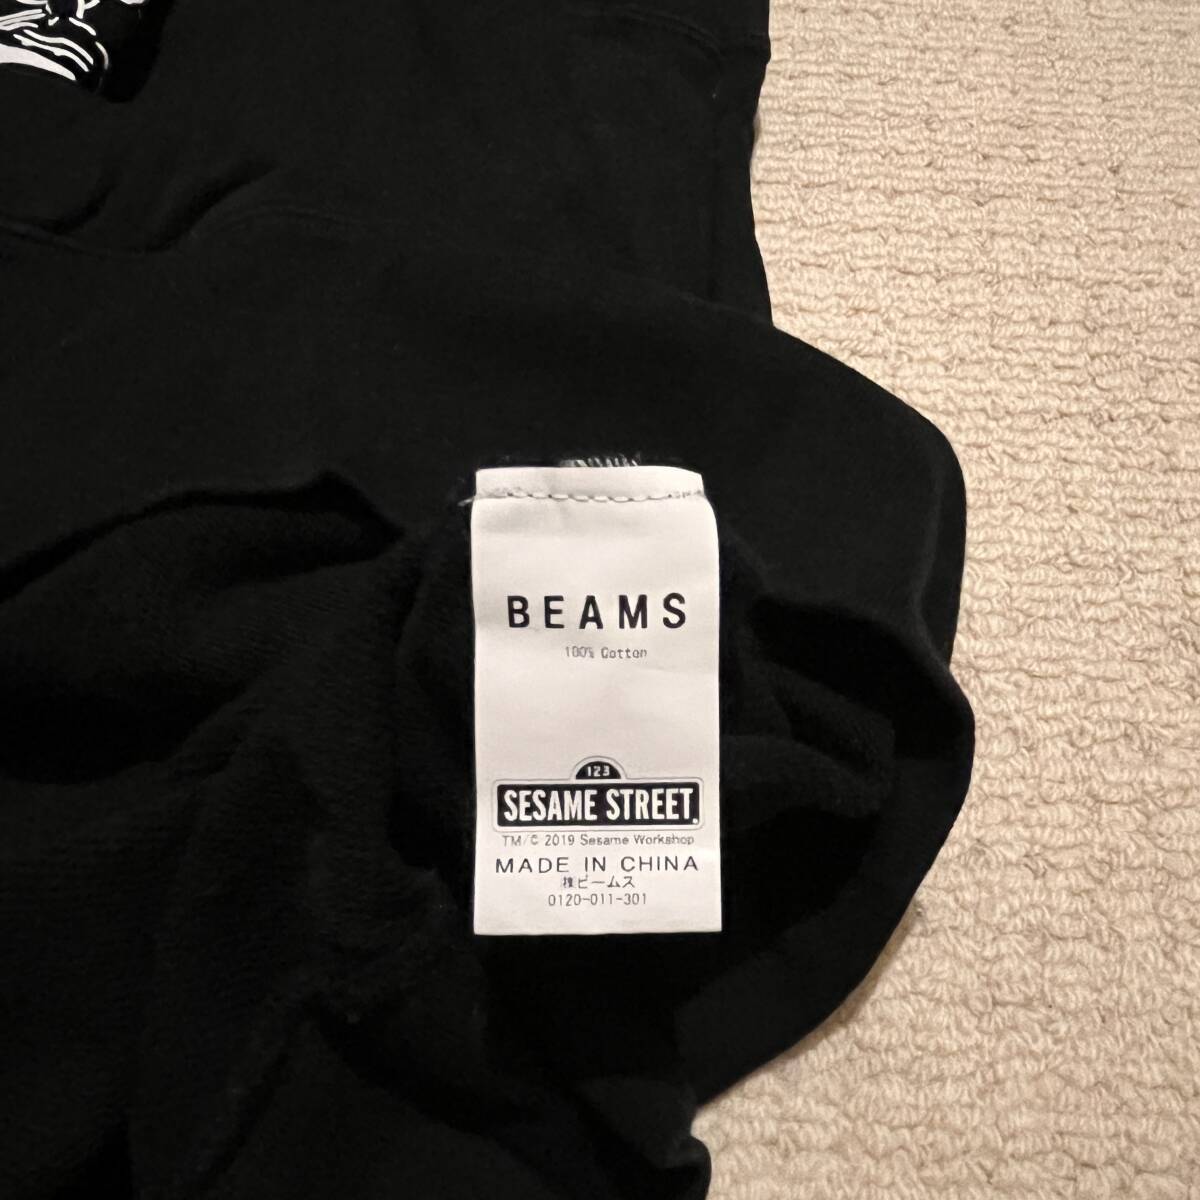 BEAMS
100% Cotton
123
SESAME STREET
TM/© 2019 Sesame Workshop
MADE IN CHINA
㈱ビームス
0120-011-301